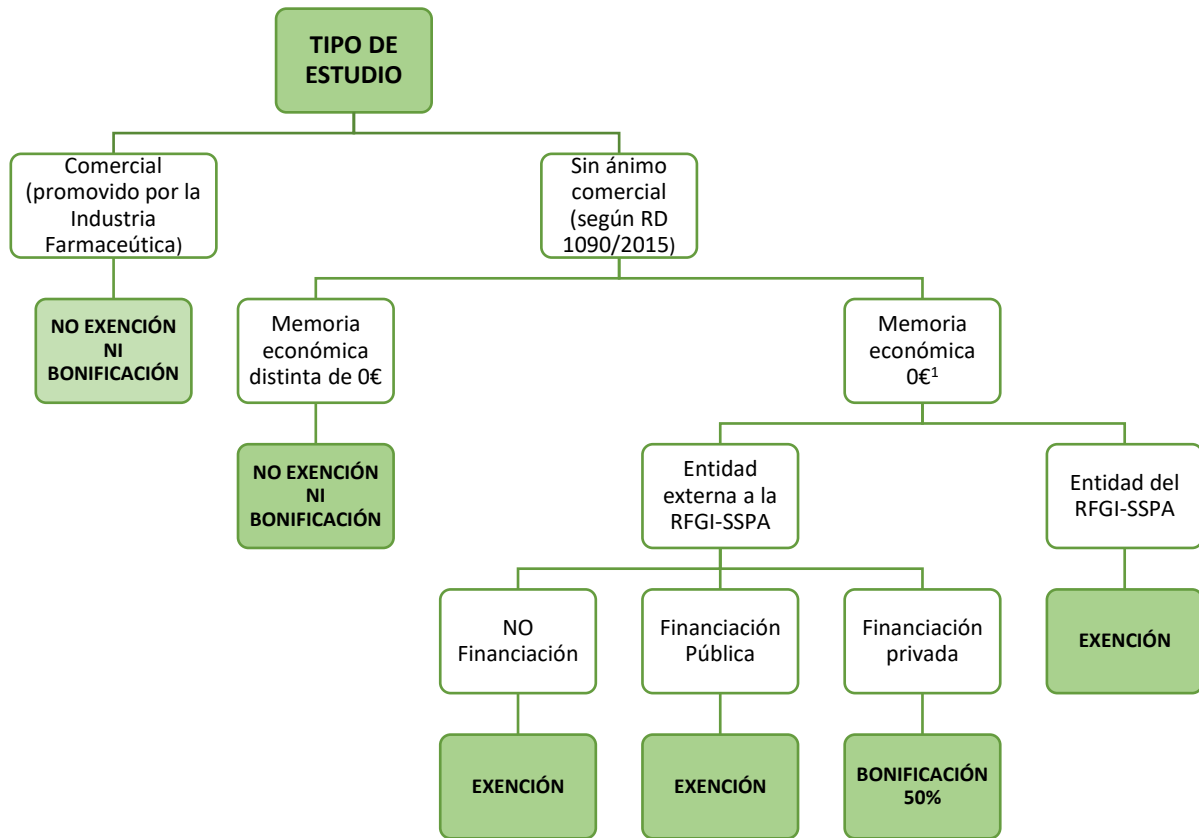 TIPO DE
ESTUDIO
Comercial
(promovido por la
Industria
Farmaceútica)
Sin ánimo
comercial
(según RD
1090/2015)
NO EXENCIÓN
NI
BONIFICACIÓN
Memoria
económica
distinta de 0€
Memoria
económica
0€¹
NO EXENCIÓN
NI
BONIFICACIÓN
Entidad
externa a la
RFGI-SSPA
Entidad del
RFGI-SSPA
NO
Financiación
Financiación
Pública
Financiación
privada
EXENCIÓN
EXENCIÓN
EXENCIÓN
BONIFICACIÓN
50%